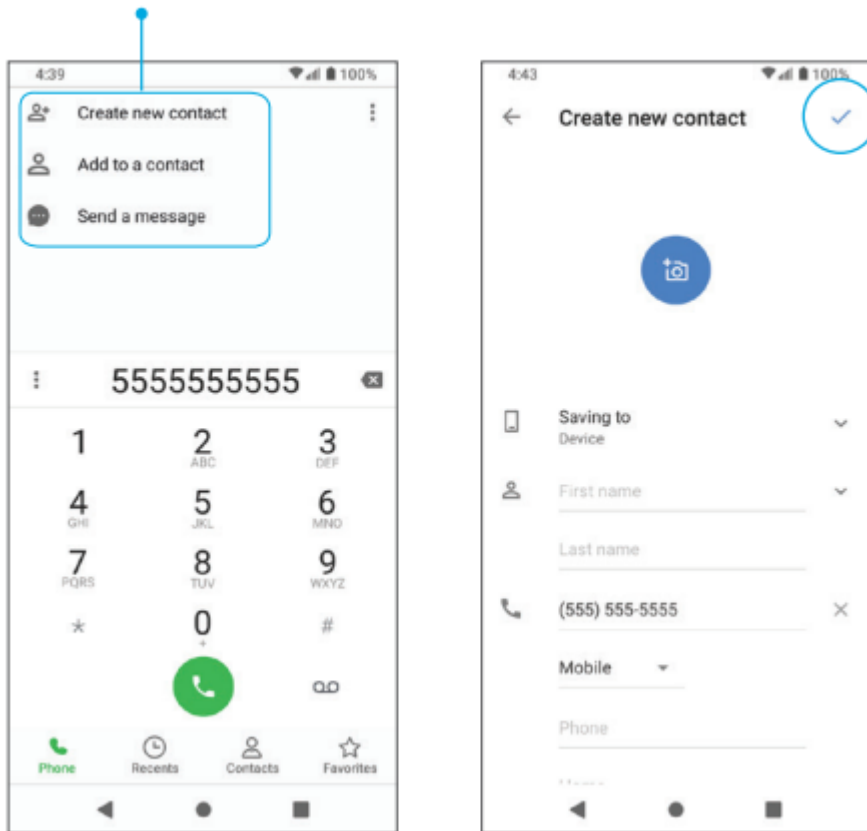 4:39 100%
Create new contact
Add to a contact
Send a message
5555555555
1 2 3
ABC DEF
4 5 6
GHI JKL MNO
7 8 9
PQRS TUV WXYZ
* 0 #
+
Phone Recents Contacts Favorites
4:43 100%
Create new contact
Saving to
Device
First name
Last name
(555) 555-5555
Mobile
Phone